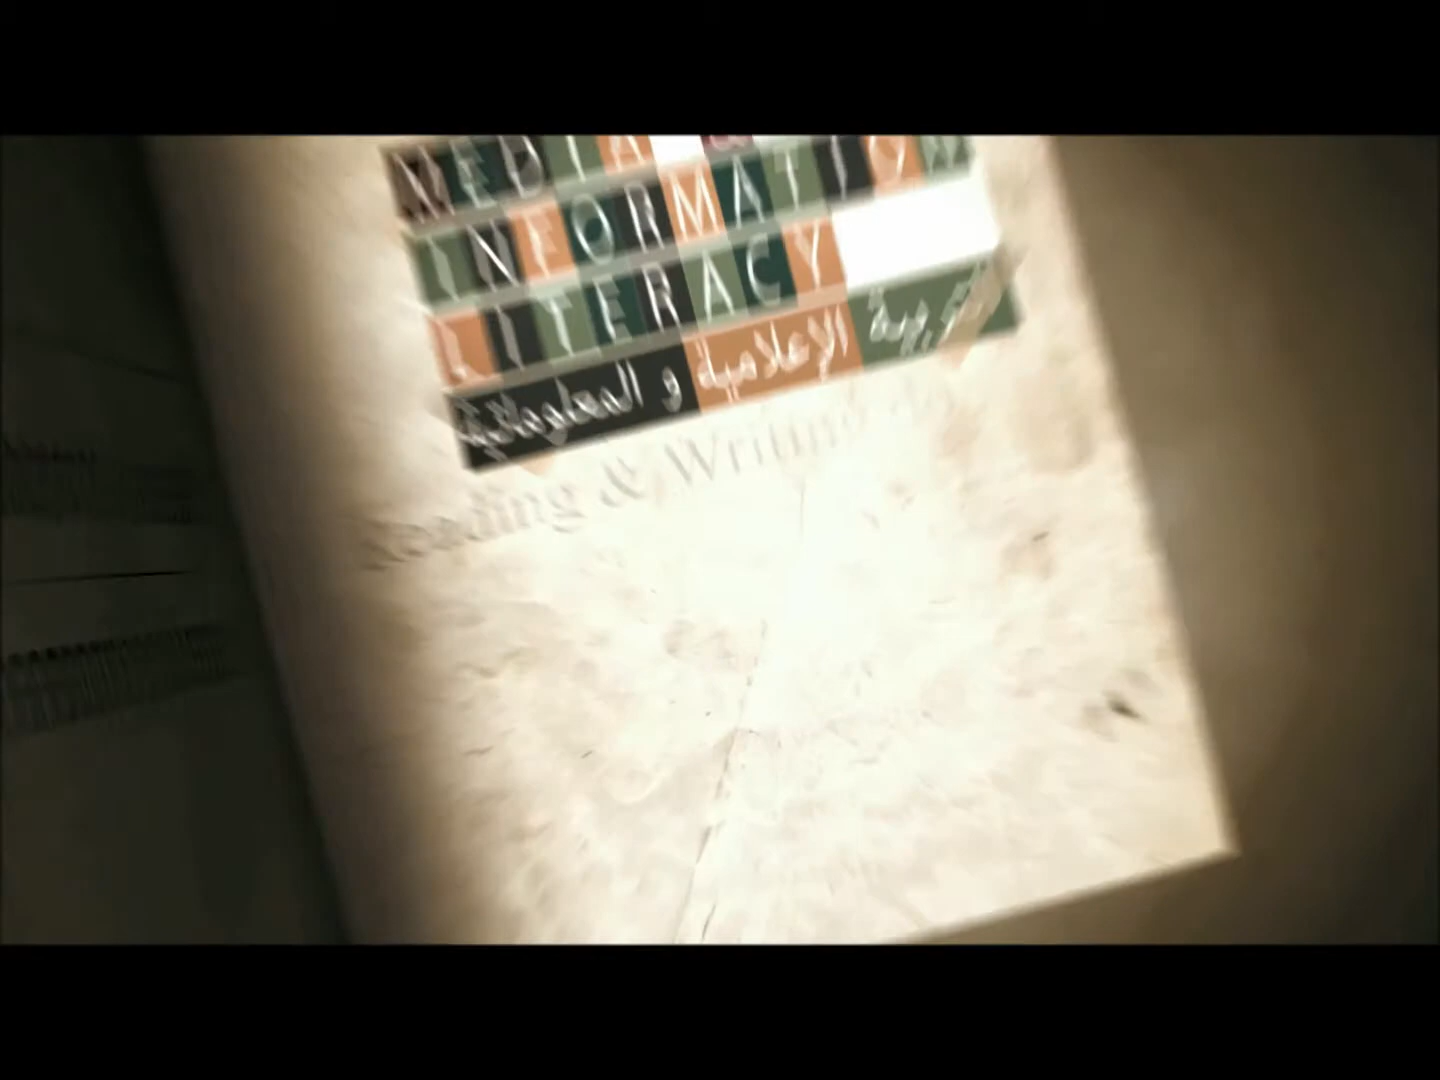 MEDIA &
INFORMATION
LITERACY
التربية الإعلامية و المعلوماتية
Reading & Writing